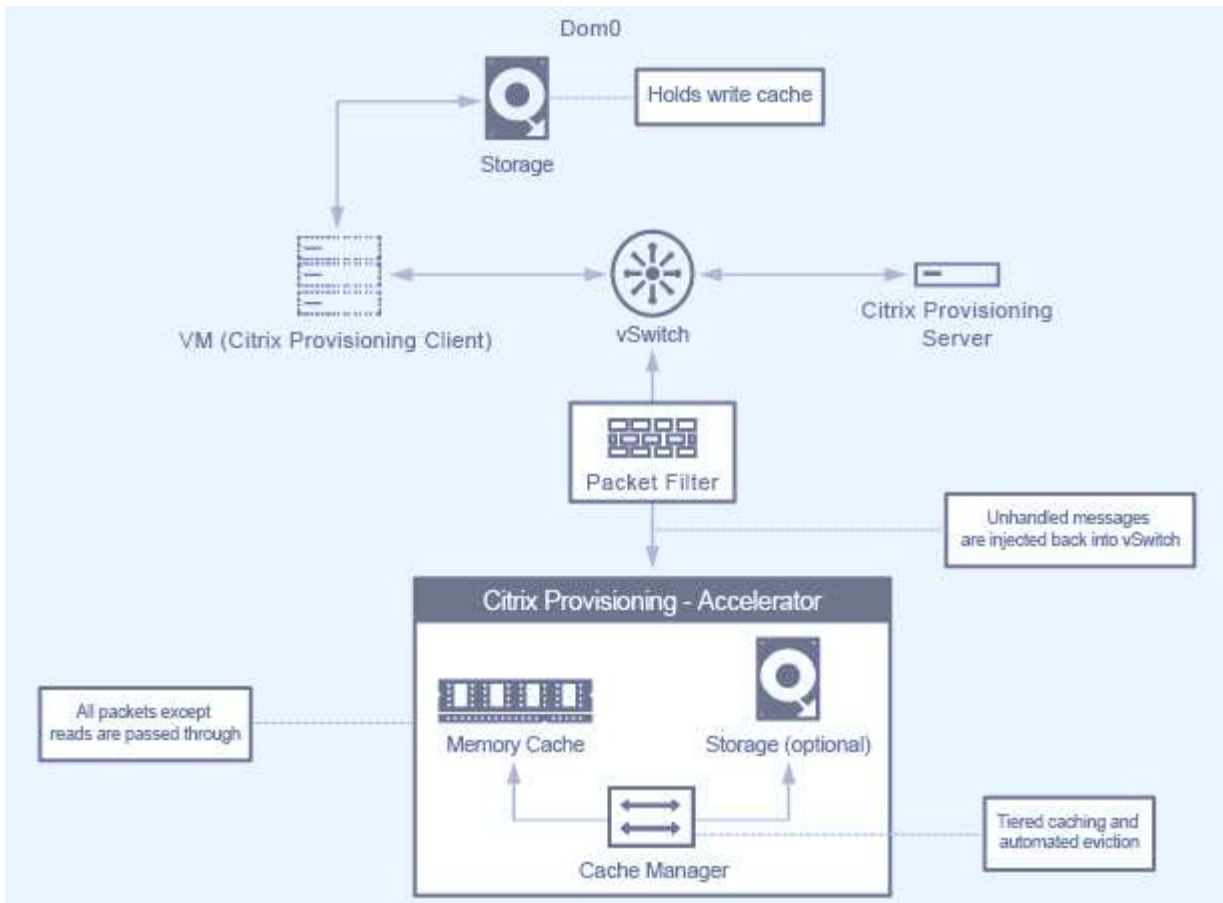 Dom0
Holds write cache
Storage
VM (Citrix Provisioning Client)
vSwitch
Citrix Provisioning
Server
Packet Filter
Unhandled messages
are injected back into vSwitch
Citrix Provisioning - Accelerator
All packets except
reads are passed through
Memory Cache
Storage (optional)
Tiered caching and
automated eviction
Cache Manager